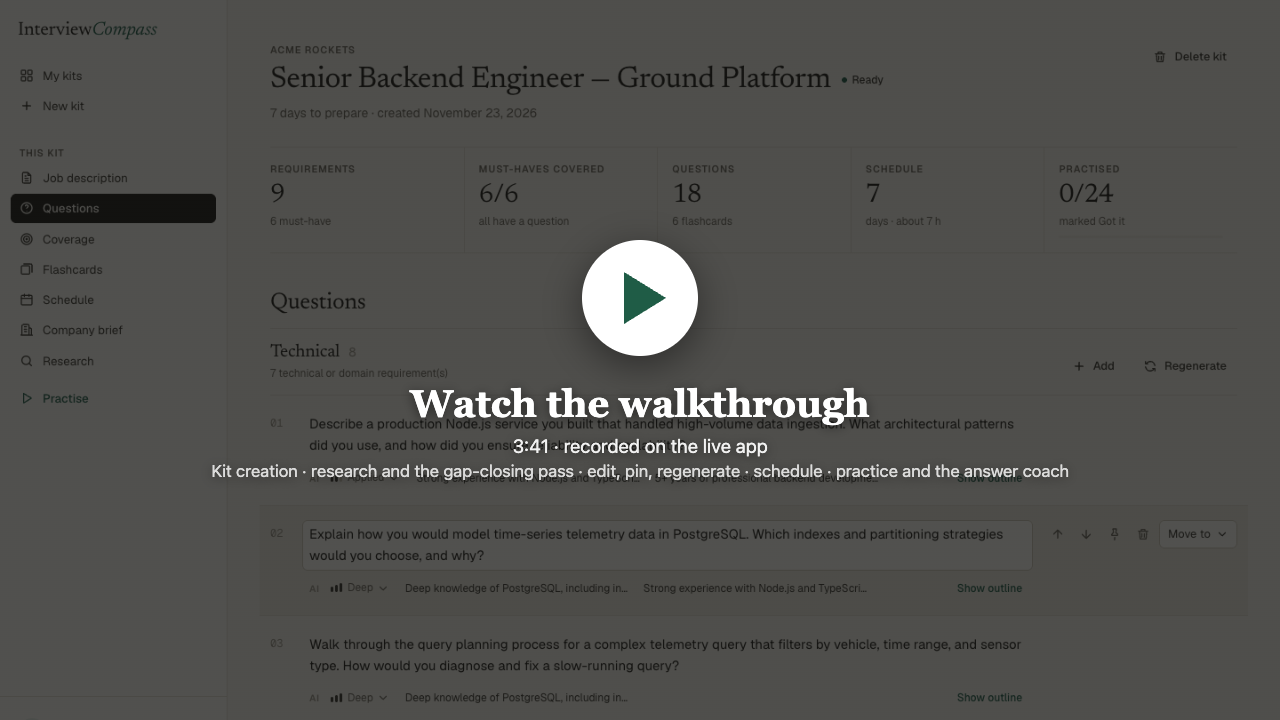 InterviewCompass
My kits
New kit
THIS KIT
Job description
Questions
Coverage
Flashcards
Schedule
Company brief
Research
Practise
ACME ROCKETS
Senior Backend Engineer — Ground Platform
Ready
Delete kit
7 days to prepare · created November 23, 2026
REQUIREMENTS
9
6 must-have
MUST-HAVES COVERED
6/6
all have a question
QUESTIONS
18
6 flashcards
SCHEDULE
7
days · about 7 h
PRACTISED
0/24
marked Got it
Questions
Technical 8
7 technical or domain requirement(s)
Add
Regenerate
Watch the walkthrough
3:41 · recorded on the live app
Kit creation · research and the gap-closing pass · edit, pin, regenerate · schedule · practice and the answer coach
01
Describe a production Node.js service you built that handled high-volume data ingestion. What architectural patterns
did you use, and how did you
Show outline
02
Explain how you would model time-series telemetry data in PostgreSQL. Which indexes and partitioning strategies
would you choose, and why?
Move to
AI Deep Deep knowledge of PostgreSQL, including in... Strong experience with Node.js and TypeScri... Show outline
03
Walk through the query planning process for a complex telemetry query that filters by vehicle, time range, and sensor
type. How would you diagnose and fix a slow-running query?
AI Deep Deep knowledge of PostgreSQL, including in... Show outline